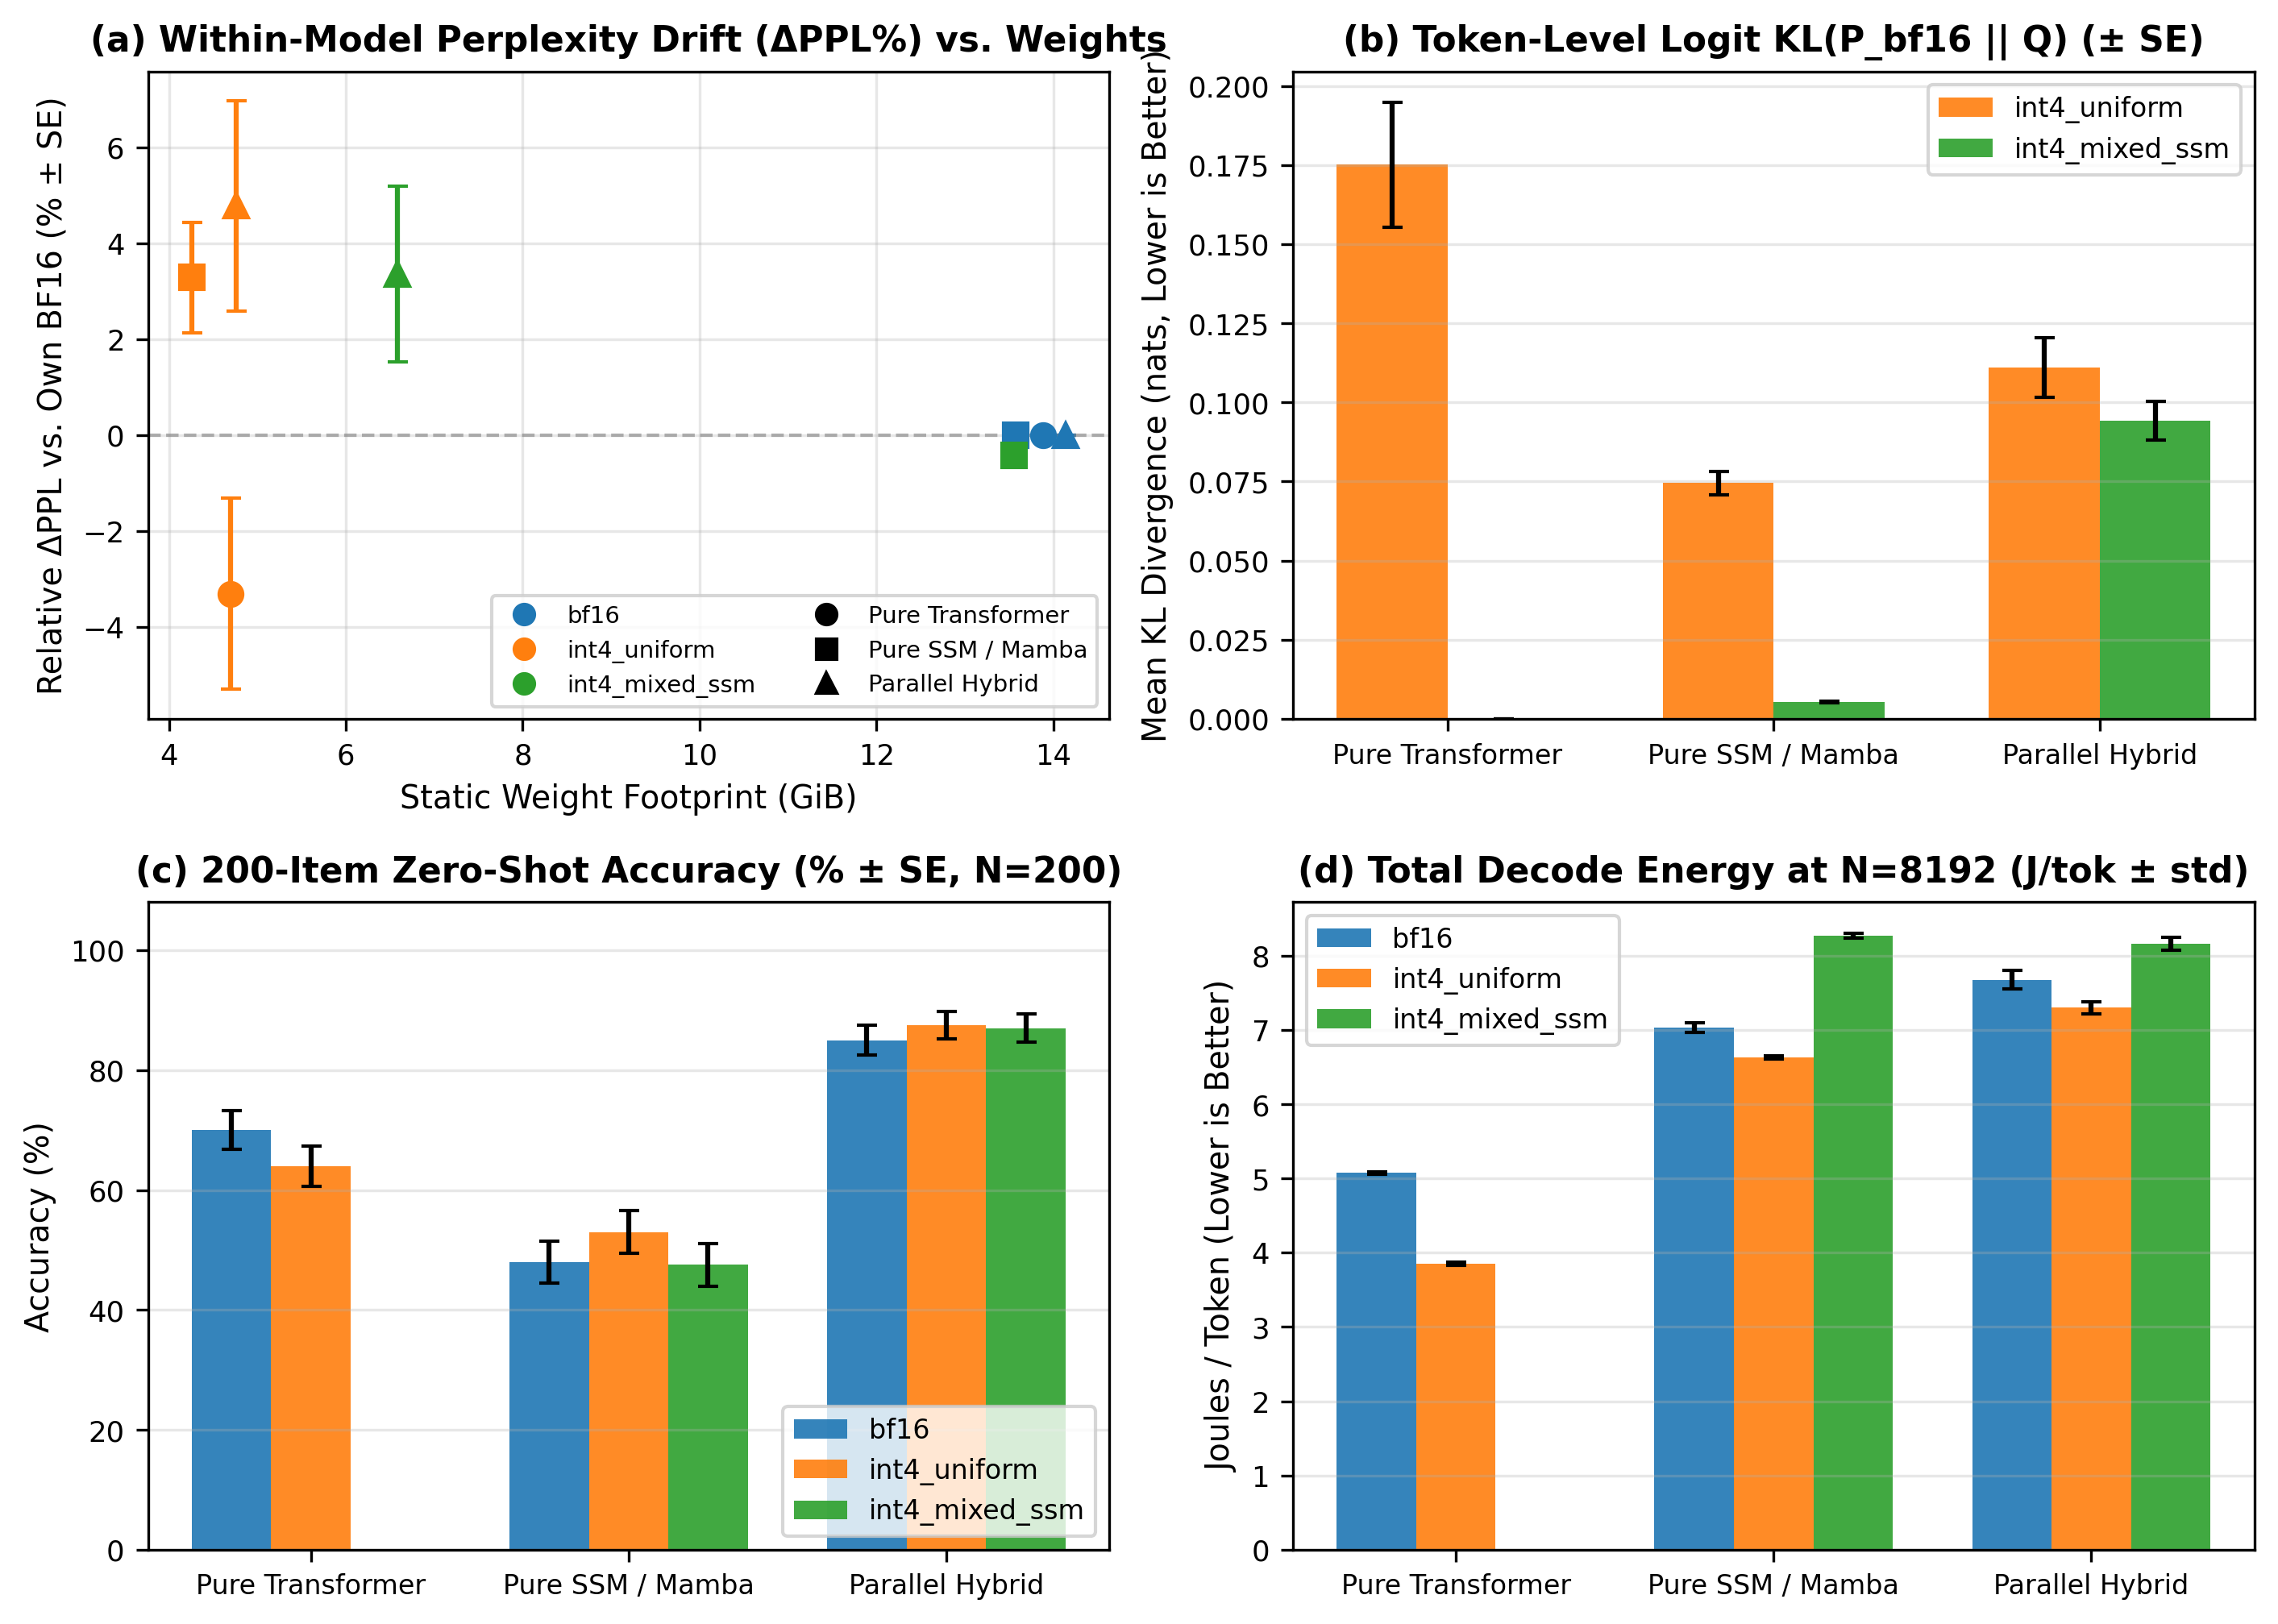 (a) Within-Model Perplexity Drift (ΔPPL%) vs. Weights
Relative ΔPPL vs. Own BF16 (% ± SE)
6
4
2
0
−2
−4
4
6
8
10
12
14
Static Weight Footprint (GiB)
bf16
int4_uniform
int4_mixed_ssm
Pure Transformer
Pure SSM / Mamba
Parallel Hybrid
(b) Token-Level Logit KL(P_bf16 || Q) (± SE)
Mean KL Divergence (nats, Lower is Better)
0.200
0.175
0.150
0.125
0.100
0.075
0.050
0.025
0.000
int4_uniform
int4_mixed_ssm
Pure Transformer
Pure SSM / Mamba
Parallel Hybrid
(c) 200-Item Zero-Shot Accuracy (% ± SE, N=200)
Accuracy (%)
100
80
60
40
20
0
bf16
int4_uniform
int4_mixed_ssm
Pure Transformer
Pure SSM / Mamba
Parallel Hybrid
(d) Total Decode Energy at N=8192 (J/tok ± std)
Joules / Token (Lower is Better)
8
7
6
5
4
3
2
1
0
bf16
int4_uniform
int4_mixed_ssm
Pure Transformer
Pure SSM / Mamba
Parallel Hybrid